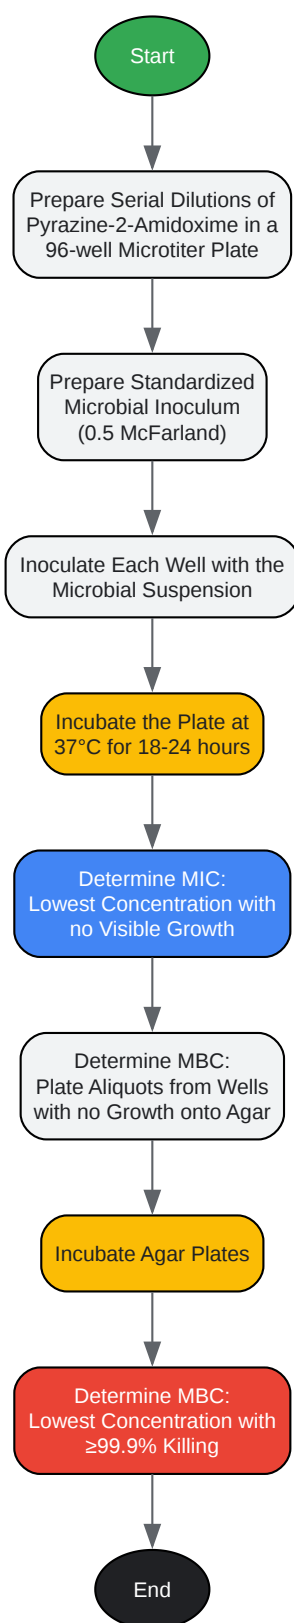 Start
Prepare Serial Dilutions of
Pyrazine-2-Amidoxime in a
96-well Microtiter Plate
Prepare Standardized
Microbial Inoculum
(0.5 McFarland)
Inoculate Each Well with the
Microbial Suspension
Incubate the Plate at
37°C for 18-24 hours
Determine MIC:
Lowest Concentration with
no Visible Growth
Determine MBC:
Plate Aliquots from Wells
with no Growth onto Agar
Incubate Agar Plates
Determine MBC:
Lowest Concentration with
≥99.9% Killing
End